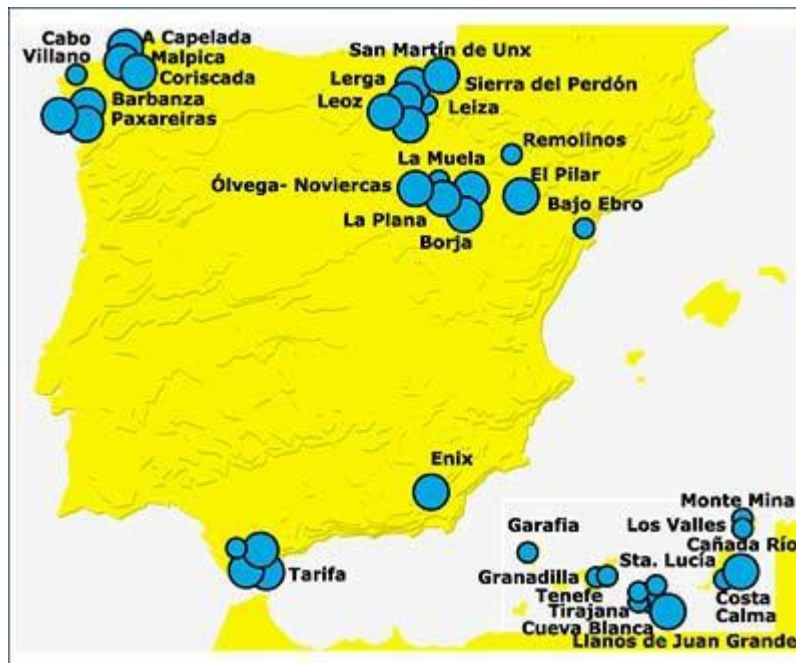 Cabo
Villano
A Capelada
Malpica
Coriscada
Barbanza
Paxareiras
San Martín de Unx
Lerga
Sierra del Perdón
Leoz
Leiza
Remolinos
La Muela
Ólvega- Noviercas
El Pilar
La Plana
Bajo Ebro
Borja
Enix
Tarifa
Monte Mina
Garafia
Los Valles
Cañada Río
Sta. Lucía
Granadilla
Tenefe
Costa
Calma
Tirajana
Cueva Blanca
Llanos de Juan Grande